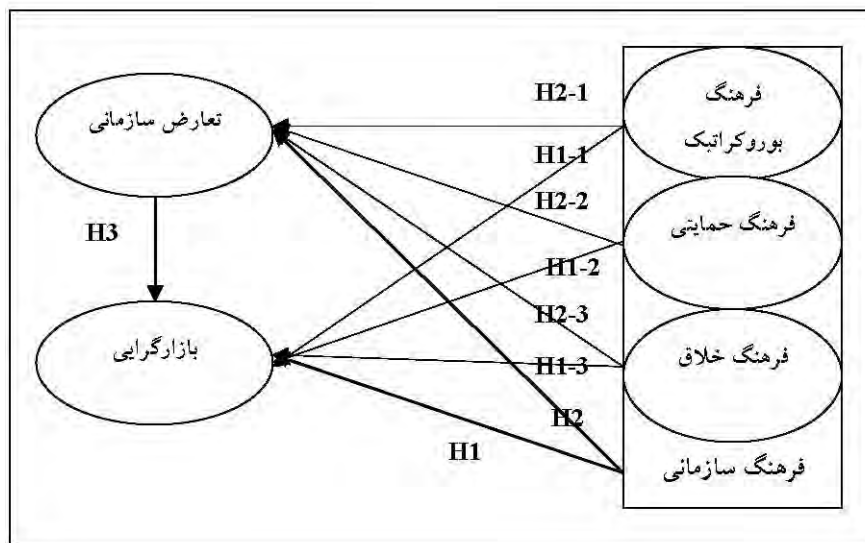 فرهنگ
بوروکراتبک
فرهنگ حمایتی
فرهنگ خلاق
فرهنگ سازمانی
تعارض سازمانی
بازارگرایی
H2-1
H1-1
H2-2
H1-2
H2-3
H1-3
H2
H1
H3